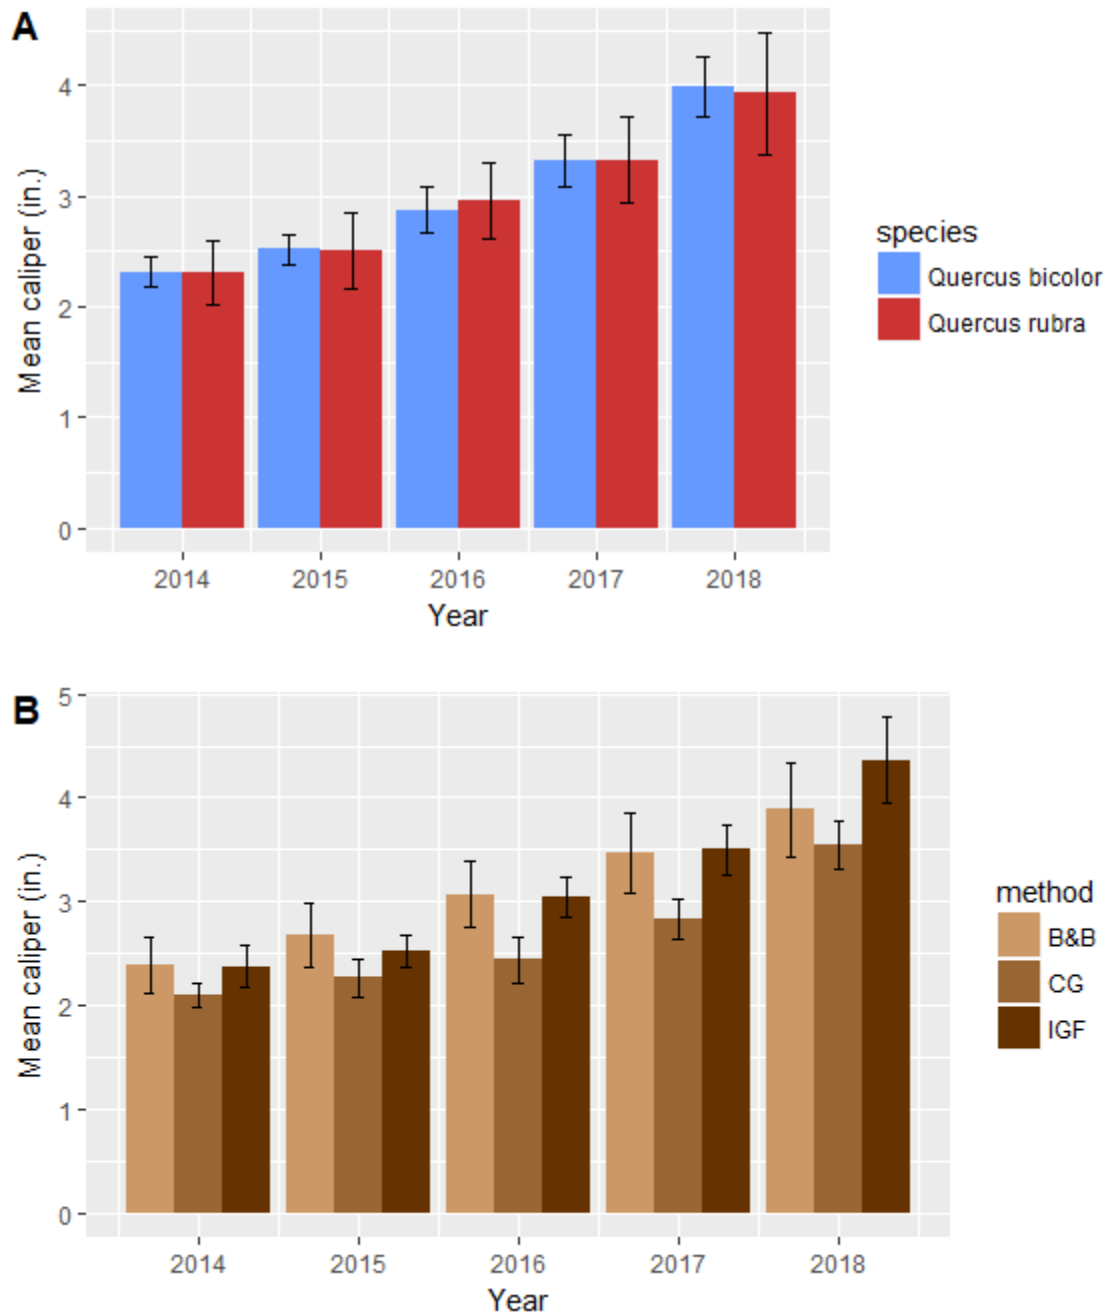 A
4
3
2
1
0
Mean caliper (in.)
2014 2015 2016 2017 2018
Year
species
Quercus bicolor
Quercus rubra
B
5
4
3
2
1
0
Mean caliper (in.)
2014 2015 2016 2017 2018
Year
method
B&B
CG
IGF